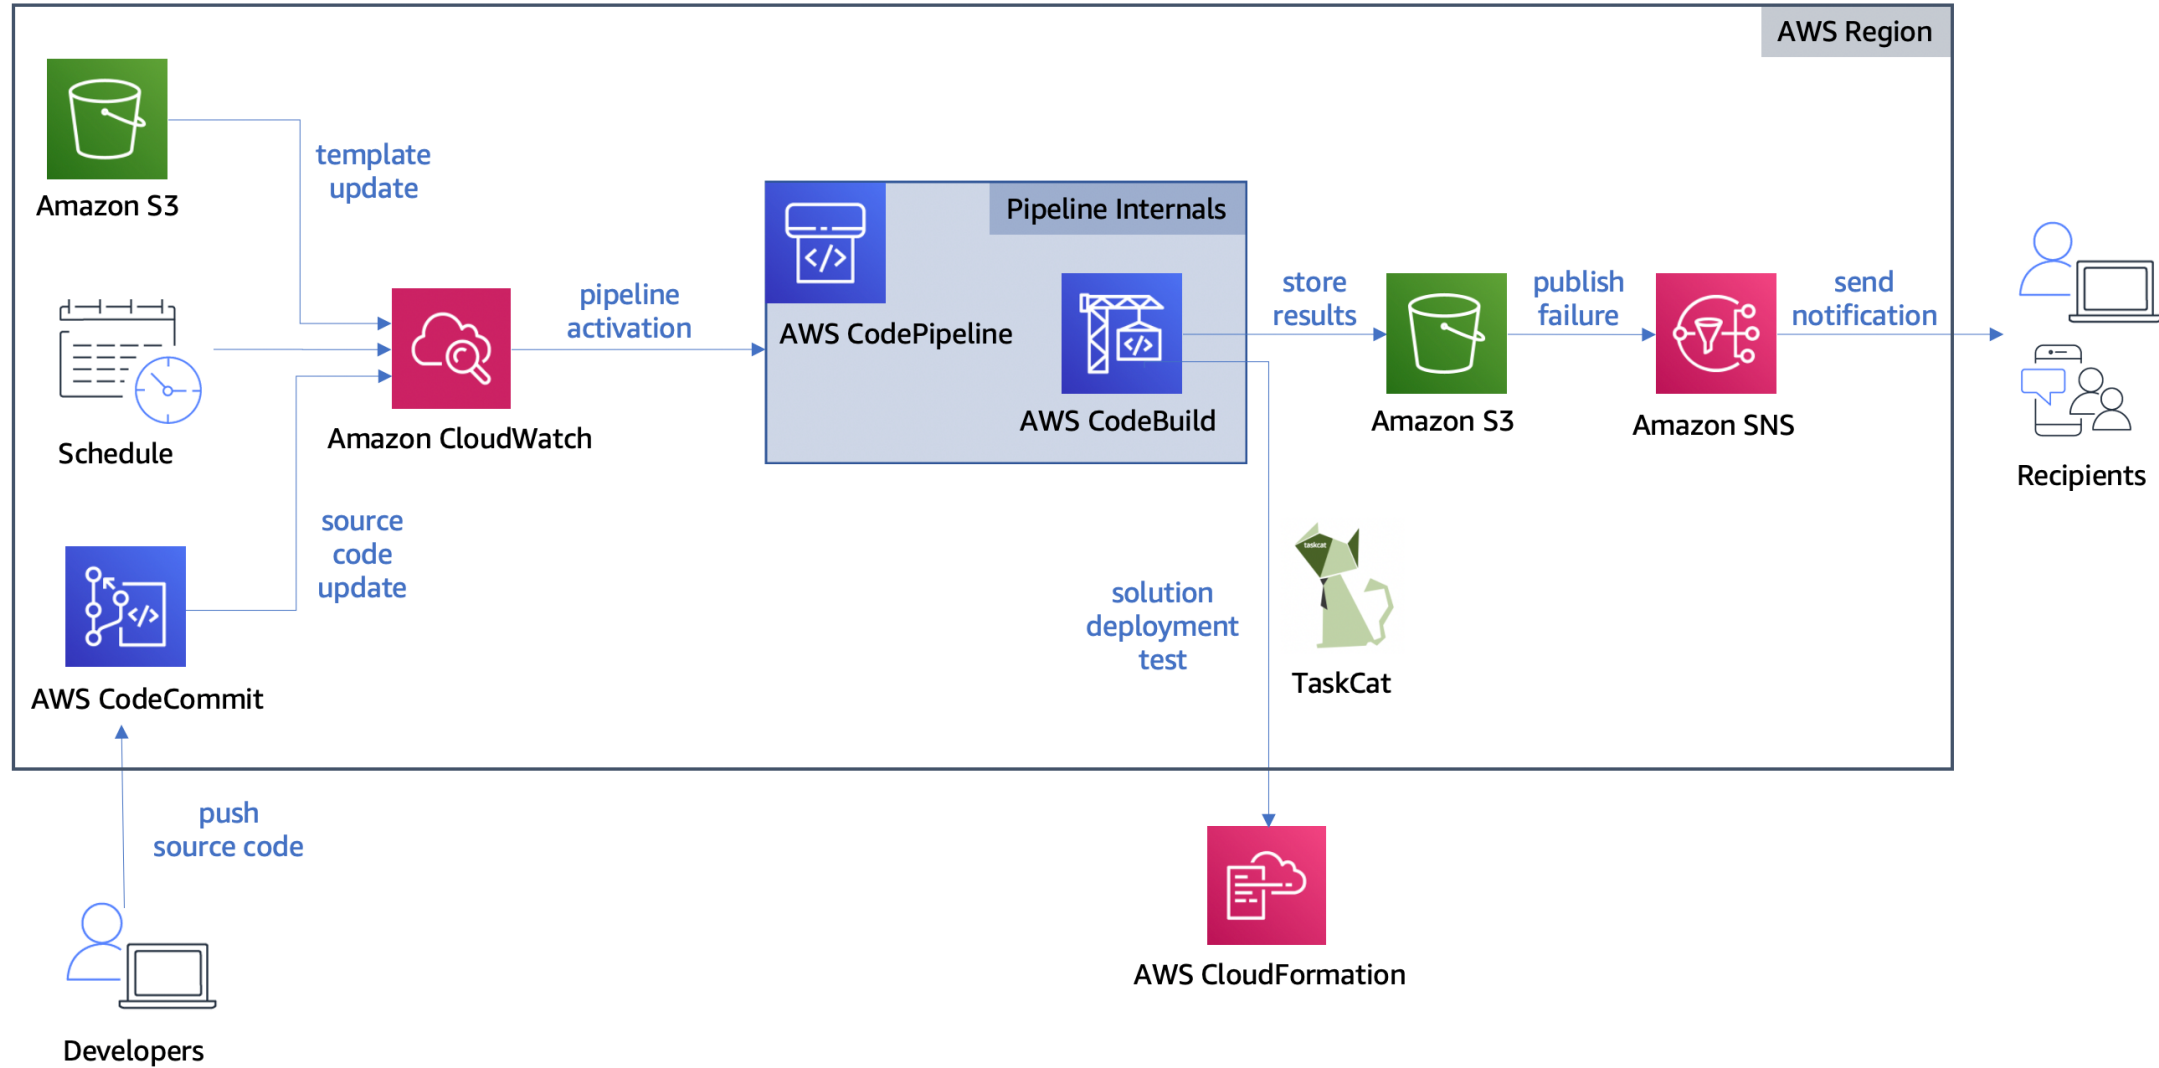 AWS Region
Amazon S3
template
update
Schedule
Amazon CloudWatch
source
code
update
AWS CodeCommit
push
source code
Developers
pipeline
activation
Pipeline Internals
</>
AWS CodePipeline
</>
AWS CodeBuild
store
results
Amazon S3
publish
failure
Amazon SNS
send
notification
Recipients
solution
deployment
test
taskcat
TaskCat
AWS CloudFormation
</>